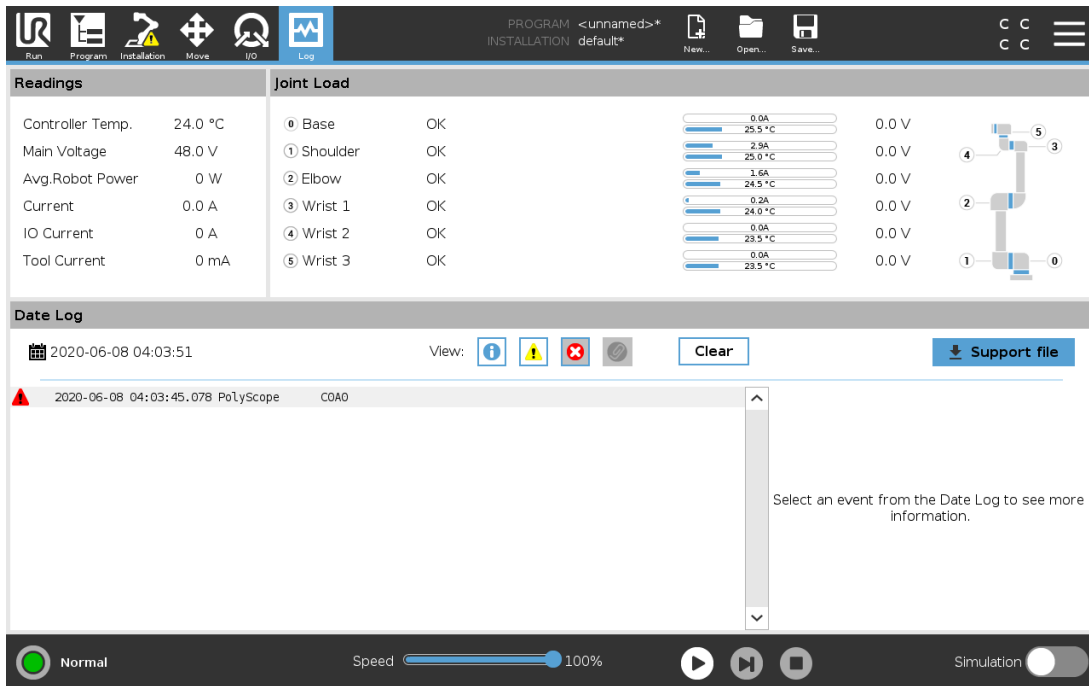 PROGRAM <unnamed>*
INSTALLATION default*
UR
Run Program Installation Move I/O Log
New... Open... Save...
C C
C C
Readings
Controller Temp. 24.0 °C
Main Voltage 48.0 V
Avg.Robot Power 0 W
Current 0.0 A
IO Current 0 A
Tool Current 0 mA
Joint Load
0 Base OK 0.0A 25.5 °C 0.0 V
1 Shoulder OK 2.9A 25.0 °C 0.0 V
2 Elbow OK 1.6A 24.5 °C 0.0 V
3 Wrist 1 OK 0.2A 24.0 °C 0.0 V
4 Wrist 2 OK 0.0A 23.5 °C 0.0 V
5 Wrist 3 OK 0.0A 23.5 °C 0.0 V
5
4 3
2
1 0
Date Log
2020-06-08 04:03:51 View: Clear Support file
2020-06-08 04:03:45.078 PolyScope C0A0
Select an event from the Date Log to see more
information.
Normal Speed 100% Simulation